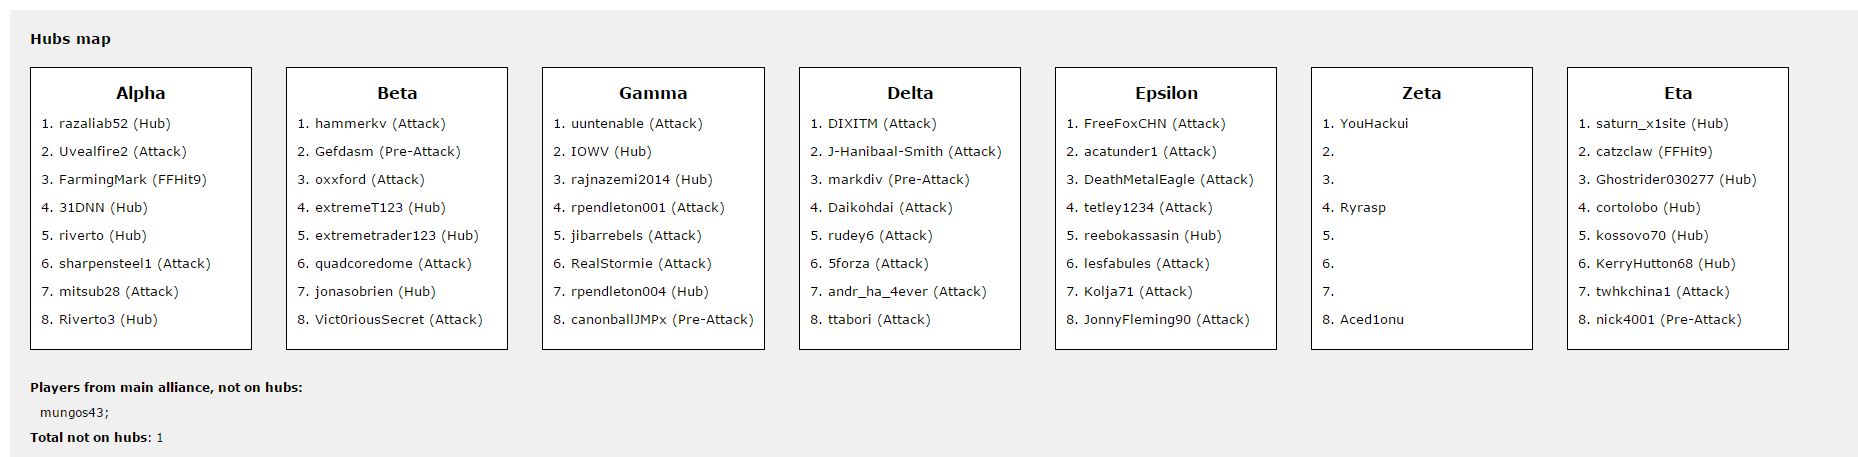 Hubs map
Alpha
1. razaliab52 (Hub)
2. Uvealfire2 (Attack)
3. FarmingMark (FFHit9)
4. 31DNN (Hub)
5. riverto (Hub)
6. sharpensteel1 (Attack)
7. mitsub28 (Attack)
8. Riverto3 (Hub)
Beta
1. hammerkv (Attack)
2. Gefdasm (Pre-Attack)
3. oxxford (Attack)
4. extremeT123 (Hub)
5. extremetrader123 (Hub)
6. quadcoredome (Attack)
7. jonasobrien (Hub)
8. Vict0riousSecret (Attack)
Gamma
1. uuntenable (Attack)
2. IOWV (Hub)
3. rajnazemi2014 (Hub)
4. rpendleton001 (Attack)
5. jibarrebels (Attack)
6. RealStormie (Attack)
7. rpendleton004 (Hub)
8. canonballJMPx (Pre-Attack)
Delta
1. DIXITM (Attack)
2. J-Hanibaal-Smith (Attack)
3. markdiv (Pre-Attack)
4. Daikohdai (Attack)
5. rudey6 (Attack)
6. 5forza (Attack)
7. andr_ha_4ever (Attack)
8. ttabori (Attack)
Epsilon
1. FreeFoxCHN (Attack)
2. acatunder1 (Attack)
3. DeathMetalEagle (Attack)
4. tetley1234 (Attack)
5. reebokassasin (Hub)
6. lesfabules (Attack)
7. Kolja71 (Attack)
8. JonnyFleming90 (Attack)
Zeta
1. YouHackui
2.
3.
4. Ryrasp
5.
6.
7.
8. Aced1onu
Eta
1. saturn_x1site (Hub)
2. catzclaw (FFHit9)
3. Ghostrider030277 (Hub)
4. cortolobo (Hub)
5. kossovo70 (Hub)
6. KerryHutton68 (Hub)
7. twhkchina1 (Attack)
8. nick4001 (Pre-Attack)
Players from main alliance, not on hubs:
mungos43;
Total not on hubs: 1